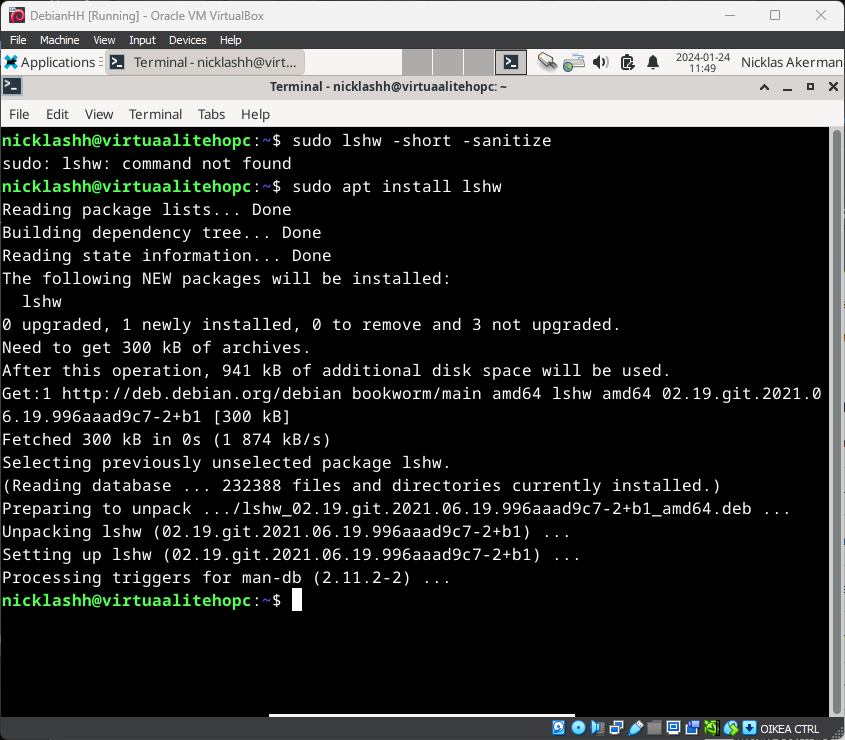 DebianHH [Running] - Oracle VM VirtualBox
File Machine View Input Devices Help
Applications Terminal - nicklashh@virt... 2024-01-24 11:49 Nicklas Akerman
Terminal - nicklashh@virtuaalitehopc: ~
File Edit View Terminal Tabs Help
nicklashh@virtuaalitehopc:~$ sudo lshw -short -sanitize
sudo: lshw: command not found
nicklashh@virtuaalitehopc:~$ sudo apt install lshw
Reading package lists... Done
Building dependency tree... Done
Reading state information... Done
The following NEW packages will be installed:
  lshw
0 upgraded, 1 newly installed, 0 to remove and 3 not upgraded.
Need to get 300 kB of archives.
After this operation, 941 kB of additional disk space will be used.
Get:1 http://deb.debian.org/debian bookworm/main amd64 lshw amd64 02.19.git.2021.0
6.19.996aaad9c7-2+b1 [300 kB]
Fetched 300 kB in 0s (1 874 kB/s)
Selecting previously unselected package lshw.
(Reading database ... 232388 files and directories currently installed.)
Preparing to unpack .../lshw_02.19.git.2021.06.19.996aaad9c7-2+b1_amd64.deb ...
Unpacking lshw (02.19.git.2021.06.19.996aaad9c7-2+b1) ...
Setting up lshw (02.19.git.2021.06.19.996aaad9c7-2+b1) ...
Processing triggers for man-db (2.11.2-2) ...
nicklashh@virtuaalitehopc:~$
OIKEA CTRL